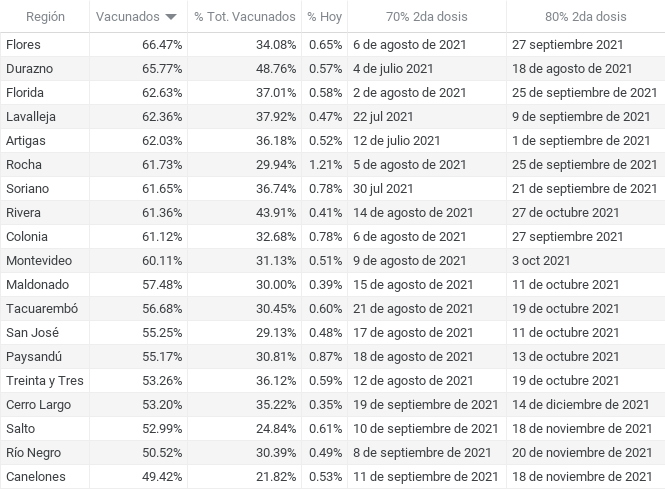 Región Vacunados % Tot. Vacunados % Hoy 70% 2da dosis 80% 2da dosis
Flores 66.47% 34.08% 0.65% 6 de agosto de 2021 27 septiembre 2021
Durazno 65.77% 48.76% 0.57% 4 de julio 2021 18 de agosto de 2021
Florida 62.63% 37.01% 0.58% 2 de agosto de 2021 25 de septiembre de 2021
Lavalleja 62.36% 37.92% 0.47% 22 jul 2021 9 de septiembre de 2021
Artigas 62.03% 36.18% 0.52% 12 de julio 2021 1 de septiembre de 2021
Rocha 61.73% 29.94% 1.21% 5 de agosto de 2021 25 de septiembre de 2021
Soriano 61.65% 36.74% 0.78% 30 jul 2021 21 de septiembre de 2021
Rivera 61.36% 43.91% 0.41% 14 de agosto de 2021 27 de octubre 2021
Colonia 61.12% 32.68% 0.78% 6 de agosto de 2021 27 septiembre 2021
Montevideo 60.11% 31.13% 0.51% 9 de agosto de 2021 3 oct 2021
Maldonado 57.48% 30.00% 0.39% 15 de agosto de 2021 11 de octubre 2021
Tacuarembó 56.68% 30.45% 0.60% 21 de agosto de 2021 19 de octubre 2021
San José 55.25% 29.13% 0.48% 17 de agosto de 2021 11 de octubre 2021
Paysandú 55.17% 30.81% 0.87% 18 de agosto de 2021 13 de octubre 2021
Treinta y Tres 53.26% 36.12% 0.59% 12 de agosto de 2021 19 de octubre 2021
Cerro Largo 53.20% 35.22% 0.35% 19 de septiembre de 2021 14 de diciembre de 2021
Salto 52.99% 24.84% 0.61% 10 de septiembre de 2021 18 de noviembre de 2021
Río Negro 50.52% 30.39% 0.49% 8 de septiembre de 2021 20 de noviembre de 2021
Canelones 49.42% 21.82% 0.53% 11 de septiembre de 2021 18 de noviembre de 2021